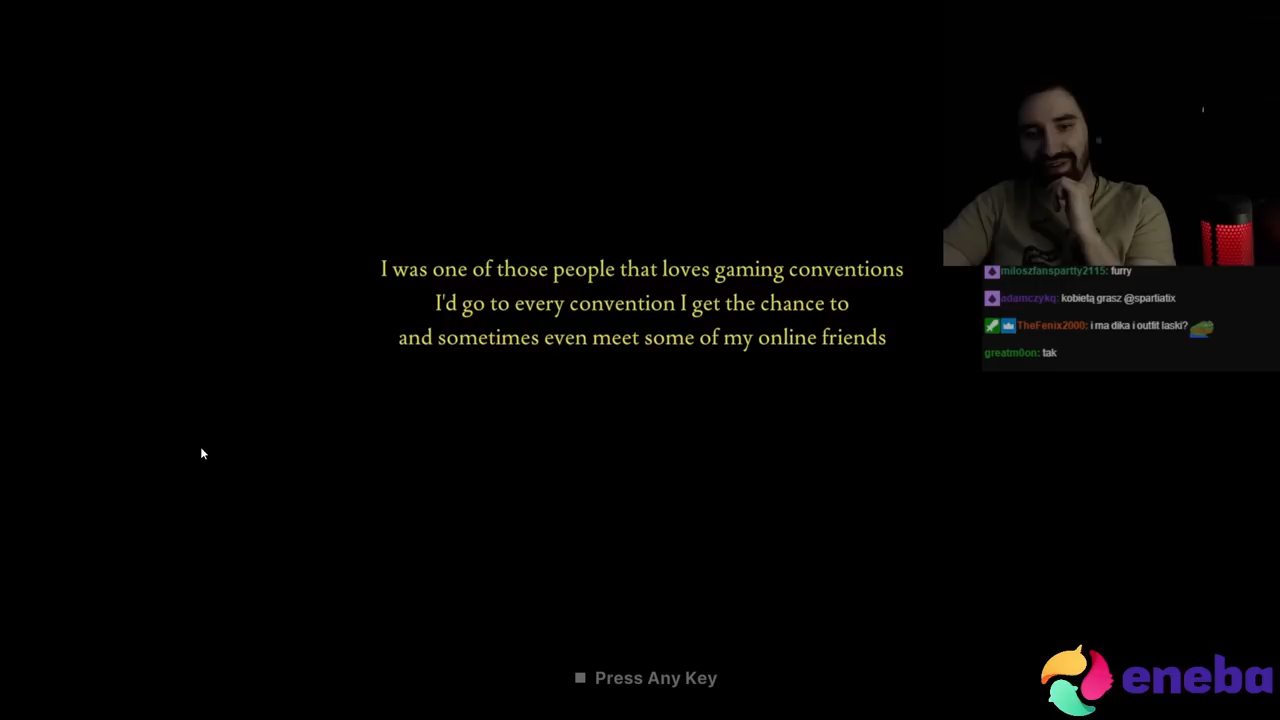 I was one of those people that loves gaming conventions
I'd go to every convention I get the chance to
and sometimes even meet some of my online friends
miloszfanspartty2115: furry
adamczykq: kobietą grasz @spartiatix
TheFenix2000: i ma dika i outfit laski?
greatm0on: tak
Press Any Key
eneba